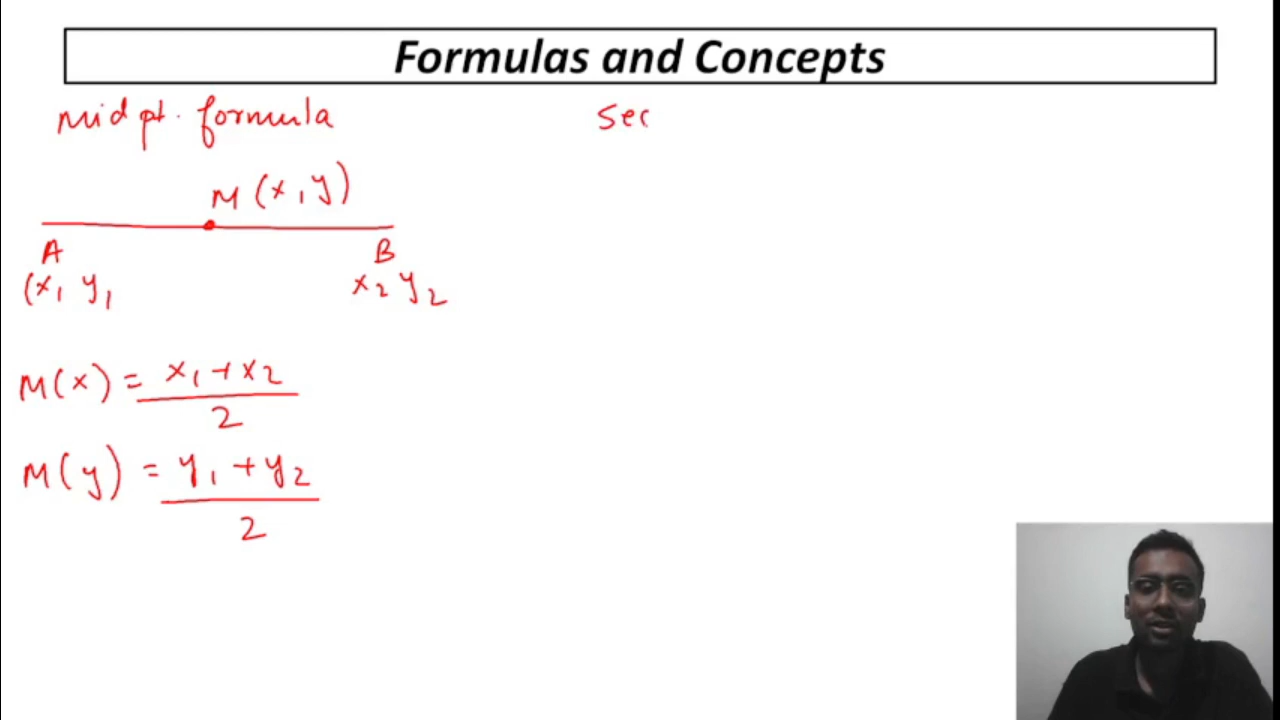 Formulas and Concepts
mid pt. formula
sec
M (x, y)
A
B
(x1 y1
x2 y2
M(x) = x1 + x2
2
M(y) = y1 + y2
2